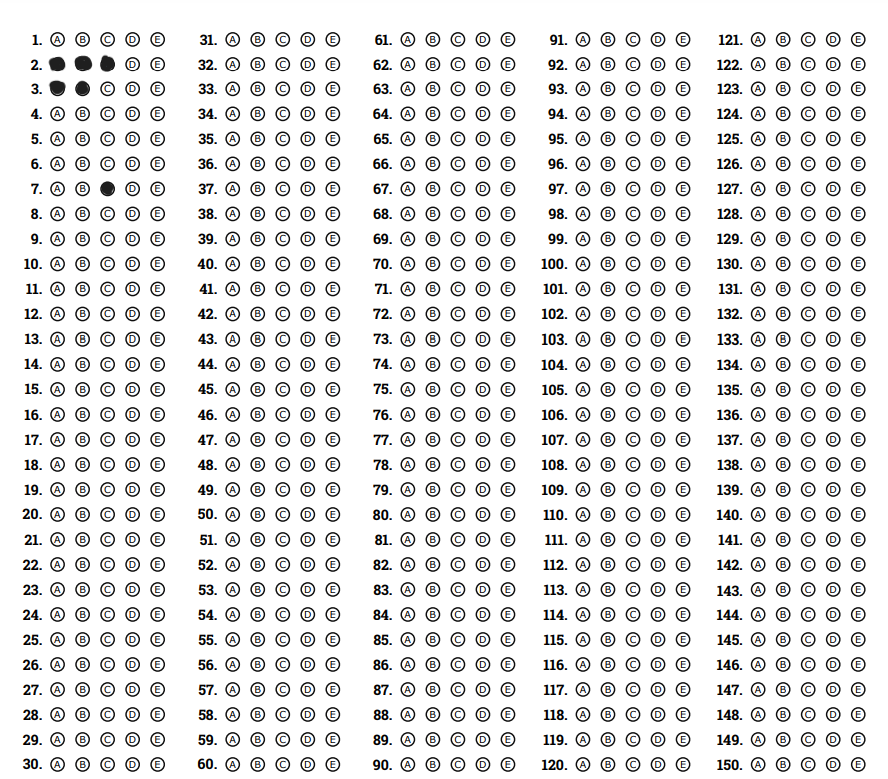 1. A B C D E
2. D E
3. C D E
4. A B C D E
5. A B C D E
6. A B C D E
7. A B D E
8. A B C D E
9. A B C D E
10. A B C D E
11. A B C D E
12. A B C D E
13. A B C D E
14. A B C D E
15. A B C D E
16. A B C D E
17. A B C D E
18. A B C D E
19. A B C D E
20. A B C D E
21. A B C D E
22. A B C D E
23. A B C D E
24. A B C D E
25. A B C D E
26. A B C D E
27. A B C D E
28. A B C D E
29. A B C D E
30. A B C D E
31. A B C D E
32. A B C D E
33. A B C D E
34. A B C D E
35. A B C D E
36. A B C D E
37. A B C D E
38. A B C D E
39. A B C D E
40. A B C D E
41. A B C D E
42. A B C D E
43. A B C D E
44. A B C D E
45. A B C D E
46. A B C D E
47. A B C D E
48. A B C D E
49. A B C D E
50. A B C D E
51. A B C D E
52. A B C D E
53. A B C D E
54. A B C D E
55. A B C D E
56. A B C D E
57. A B C D E
58. A B C D E
59. A B C D E
60. A B C D E
61. A B C D E
62. A B C D E
63. A B C D E
64. A B C D E
65. A B C D E
66. A B C D E
67. A B C D E
68. A B C D E
69. A B C D E
70. A B C D E
71. A B C D E
72. A B C D E
73. A B C D E
74. A B C D E
75. A B C D E
76. A B C D E
77. A B C D E
78. A B C D E
79. A B C D E
80. A B C D E
81. A B C D E
82. A B C D E
83. A B C D E
84. A B C D E
85. A B C D E
86. A B C D E
87. A B C D E
88. A B C D E
89. A B C D E
90. A B C D E
91. A B C D E
92. A B C D E
93. A B C D E
94. A B C D E
95. A B C D E
96. A B C D E
97. A B C D E
98. A B C D E
99. A B C D E
100. A B C D E
101. A B C D E
102. A B C D E
103. A B C D E
104. A B C D E
105. A B C D E
106. A B C D E
107. A B C D E
108. A B C D E
109. A B C D E
110. A B C D E
111. A B C D E
112. A B C D E
113. A B C D E
114. A B C D E
115. A B C D E
116. A B C D E
117. A B C D E
118. A B C D E
119. A B C D E
120. A B C D E
121. A B C D E
122. A B C D E
123. A B C D E
124. A B C D E
125. A B C D E
126. A B C D E
127. A B C D E
128. A B C D E
129. A B C D E
130. A B C D E
131. A B C D E
132. A B C D E
133. A B C D E
134. A B C D E
135. A B C D E
136. A B C D E
137. A B C D E
138. A B C D E
139. A B C D E
140. A B C D E
141. A B C D E
142. A B C D E
143. A B C D E
144. A B C D E
145. A B C D E
146. A B C D E
147. A B C D E
148. A B C D E
149. A B C D E
150. A B C D E